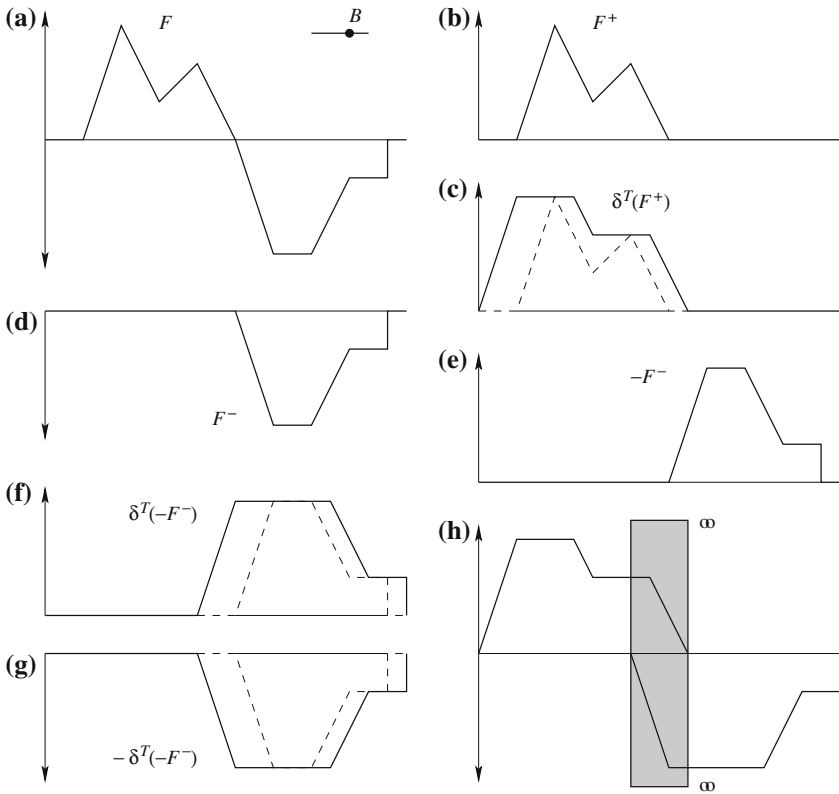 (a) F B
(b) F⁺
(c) δᵀ(F⁺)
(d) F⁻
(e) −F⁻
(f) δᵀ(−F⁻)
(g) − δᵀ(−F⁻)
(h) ∞
∞